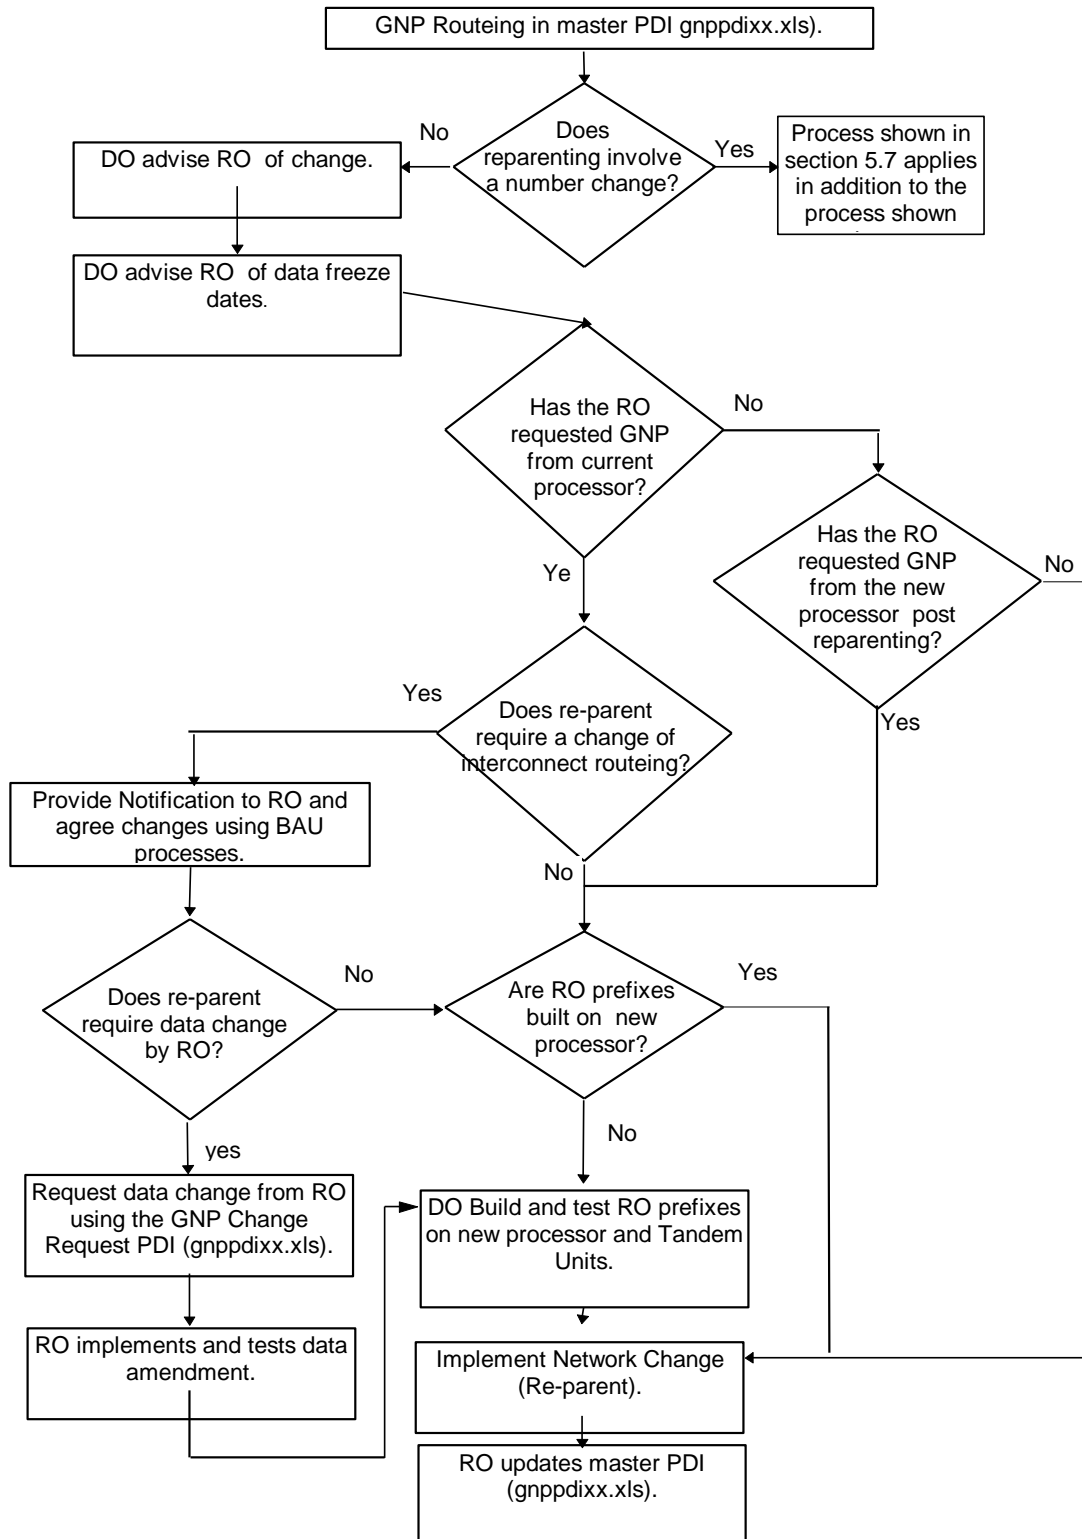 GNP Routeing in master PDI gnppdixx.xls).
Does
reparenting involve
a number change?
No
Yes
DO advise RO  of change.
Process shown in
section 5.7 applies
in addition to the
process shown
DO advise RO  of data freeze
dates.
Has the RO
requested GNP
from current
processor?
No
Ye
Has the RO
requested GNP
from the new
processor  post
reparenting?
No
Yes
Does re-parent
require a change of
interconnect routeing?
Yes
No
Provide Notification to RO and
agree changes using BAU
processes.
Does re-parent
require data change
by RO?
No
yes
Are RO prefixes
built on  new
processor?
Yes
No
Request data change from RO
using the GNP Change
Request PDI (gnppdixx.xls).
DO Build and test RO prefixes
on new processor and Tandem
Units.
RO implements and tests data
amendment.
Implement Network Change
(Re-parent).
RO updates master PDI
(gnppdixx.xls).